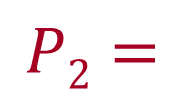 P₂ =